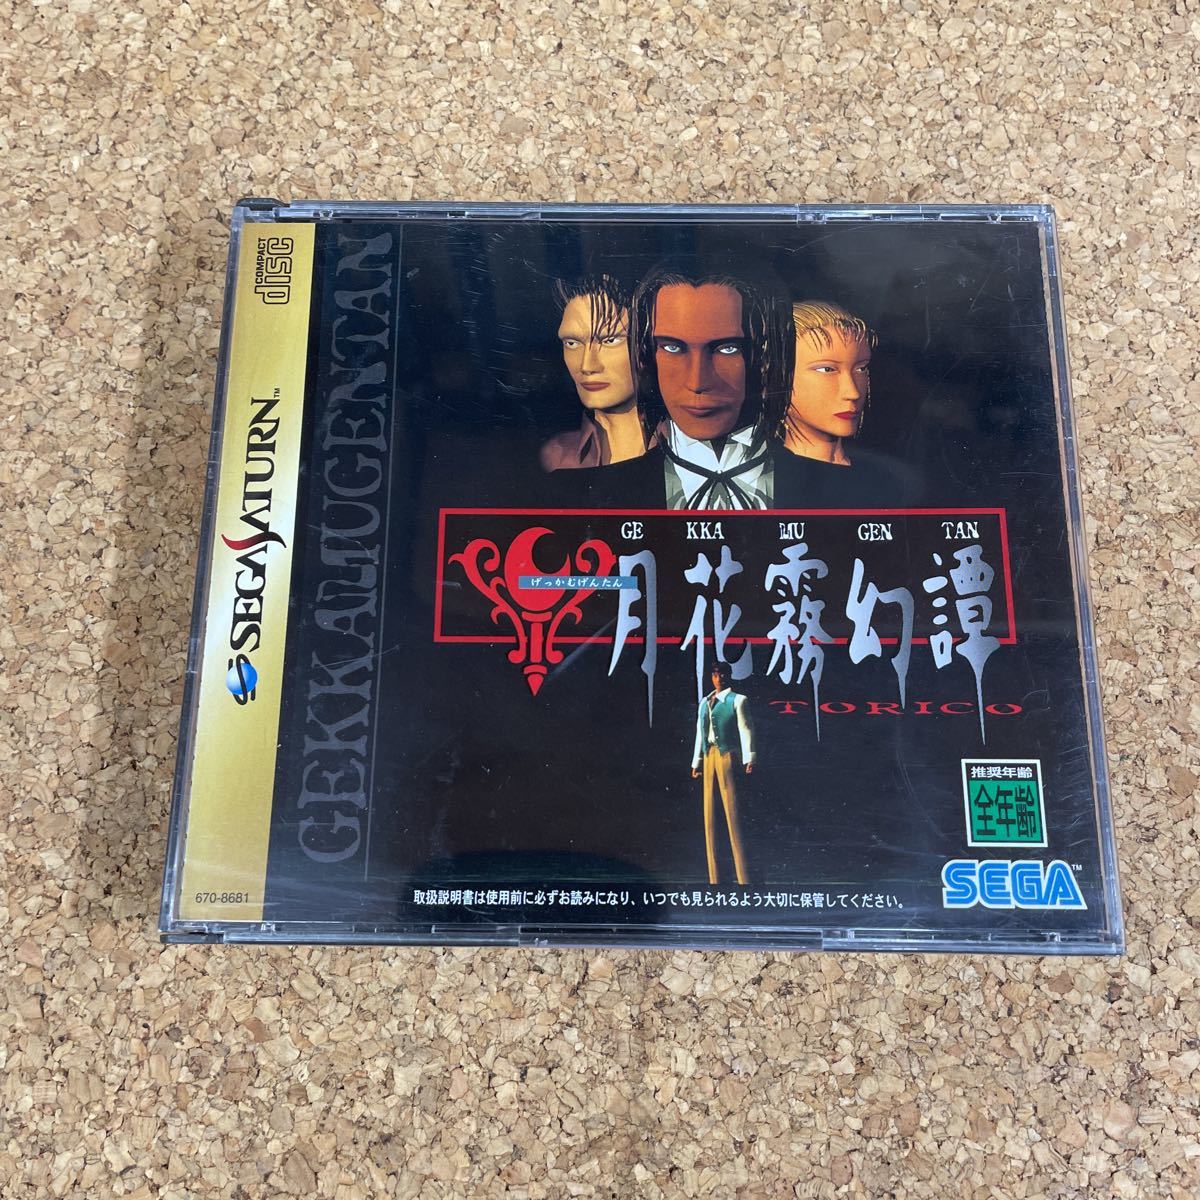 COMPACT
disc
SEGA SATURN™
670-8681
GEKKAMUGENTAN
GE KKA MU GEN TAN
げっかむげんたん
月花霧幻譚
TORICO
推奨年齢
全年齢
SEGA™
取扱説明書は使用前に必ずお読みになり、いつでも見られるよう大切に保管してください。